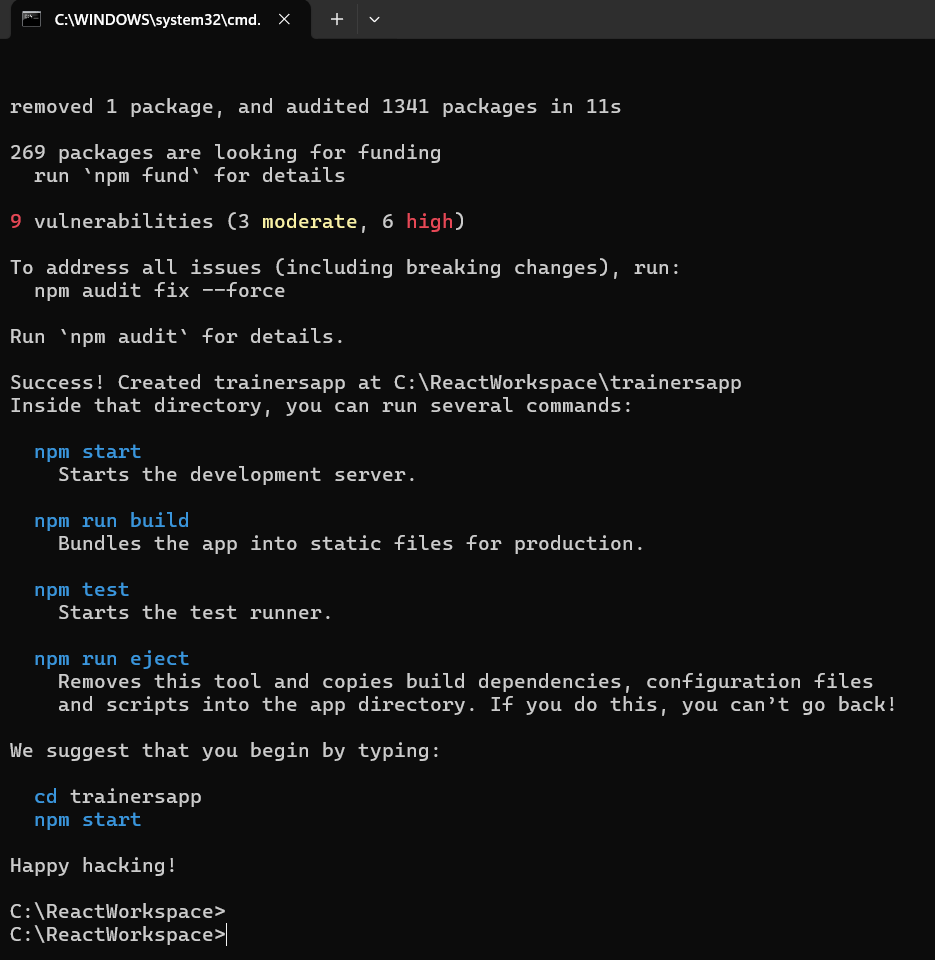 C:\WINDOWS\system32\cmd.
removed 1 package, and audited 1341 packages in 11s
269 packages are looking for funding
run `npm fund` for details
9 vulnerabilities (3 moderate, 6 high)
To address all issues (including breaking changes), run:
npm audit fix --force
Run `npm audit` for details.
Success! Created trainersapp at C:\ReactWorkspace\trainersapp
Inside that directory, you can run several commands:
npm start
Starts the development server.
npm run build
Bundles the app into static files for production.
npm test
Starts the test runner.
npm run eject
Removes this tool and copies build dependencies, configuration files
and scripts into the app directory. If you do this, you can’t go back!
We suggest that you begin by typing:
cd trainersapp
npm start
Happy hacking!
C:\ReactWorkspace>
C:\ReactWorkspace>